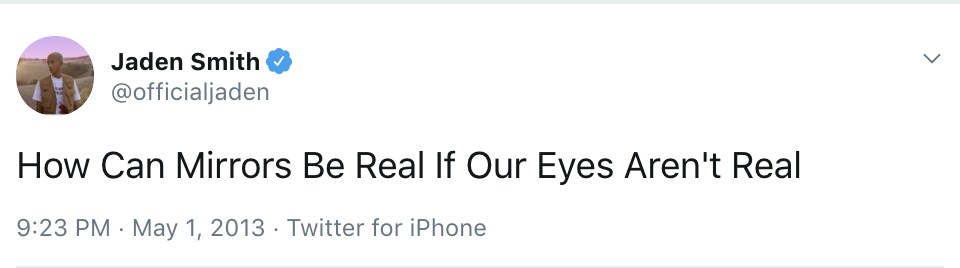 Jaden Smith
@officialjaden
How Can Mirrors Be Real If Our Eyes Aren't Real
9:23 PM · May 1, 2013 · Twitter for iPhone